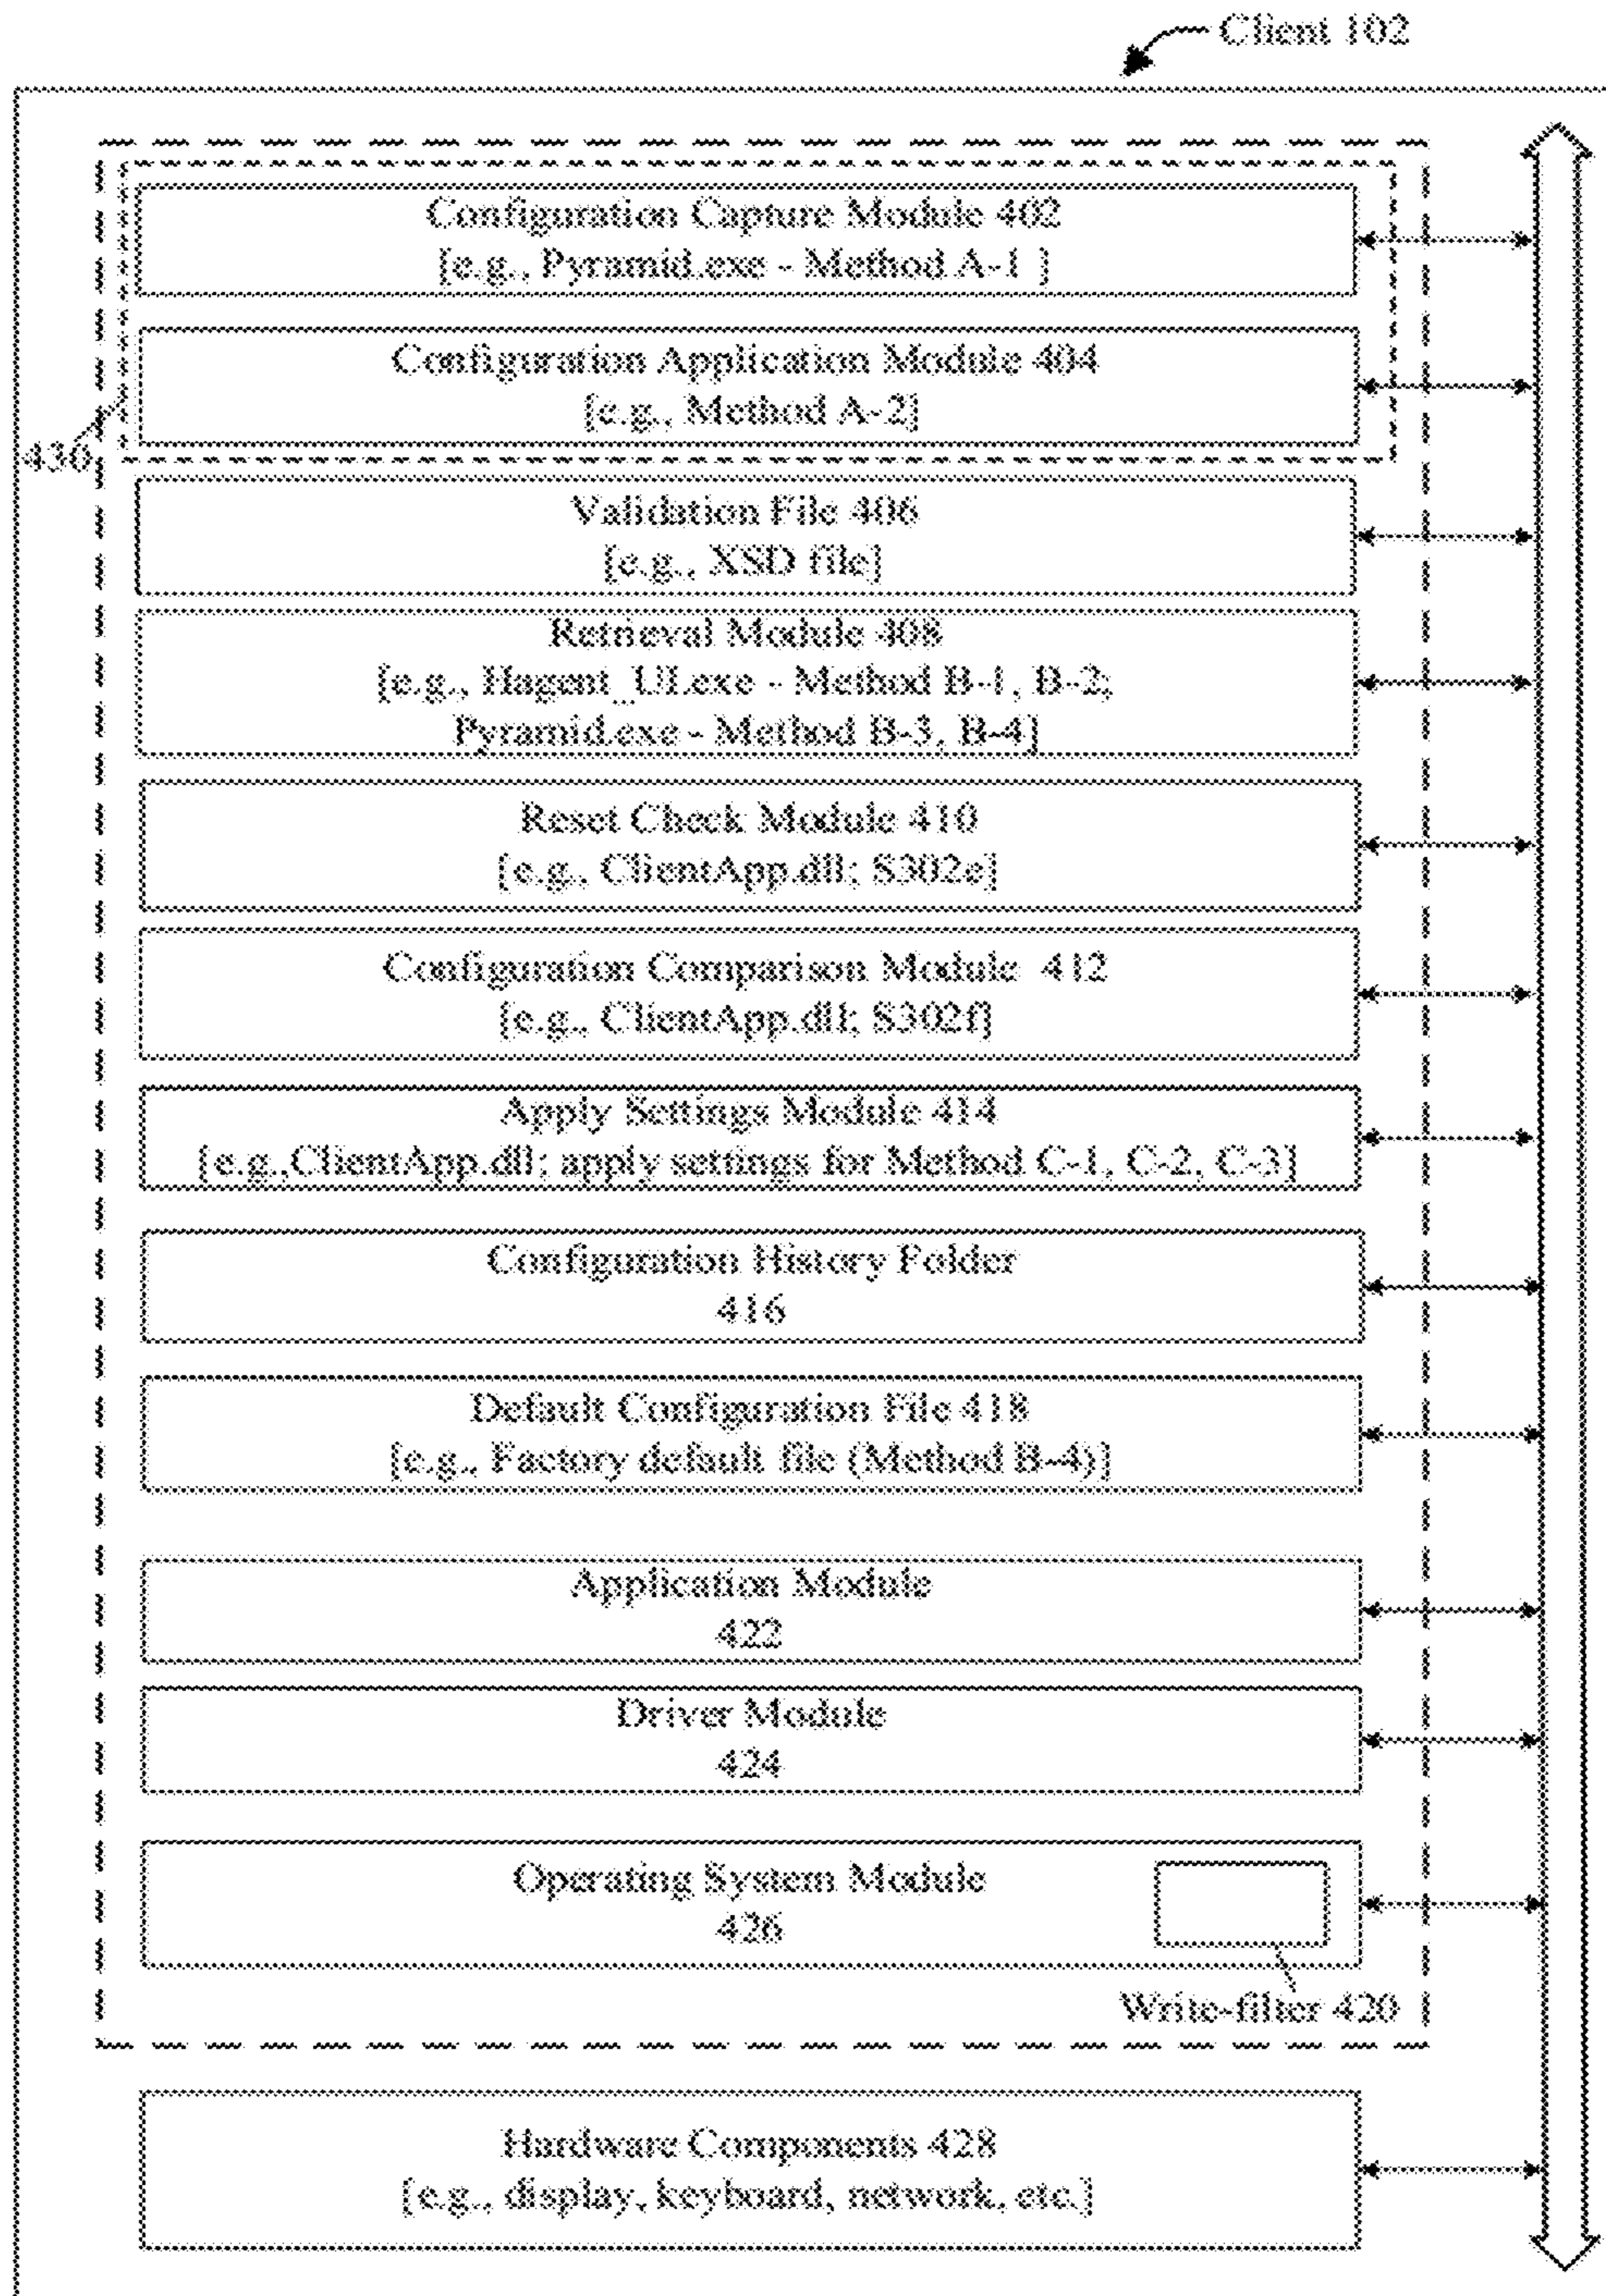 Client 102
Configuration Capture Module 402
[e.g., Pyramid.exe - Method A-1 ]
Configuration Application Module 404
[e.g., Method A-2]
430
Validation File 406
[e.g., XSD file]
Retrieval Module 408
[e.g., Hagent_UI.exe - Method B-1, B-2;
Pyramid.exe - Method B-3, B-4]
Reset Check Module 410
[e.g., ClientApp.dll; S302e]
Configuration Comparison Module 412
[e.g., ClientApp.dll; S302f]
Apply Settings Module 414
[e.g.,ClientApp.dll; apply settings for Method C-1, C-2, C-3]
Configuration History Folder
416
Default Configuration File 418
[e.g., Factory default file (Method B-4)]
Application Module
422
Driver Module
424
Operating System Module
426
Write-filter 420
Hardware Components 428
[e.g., display, keyboard, network, etc.]